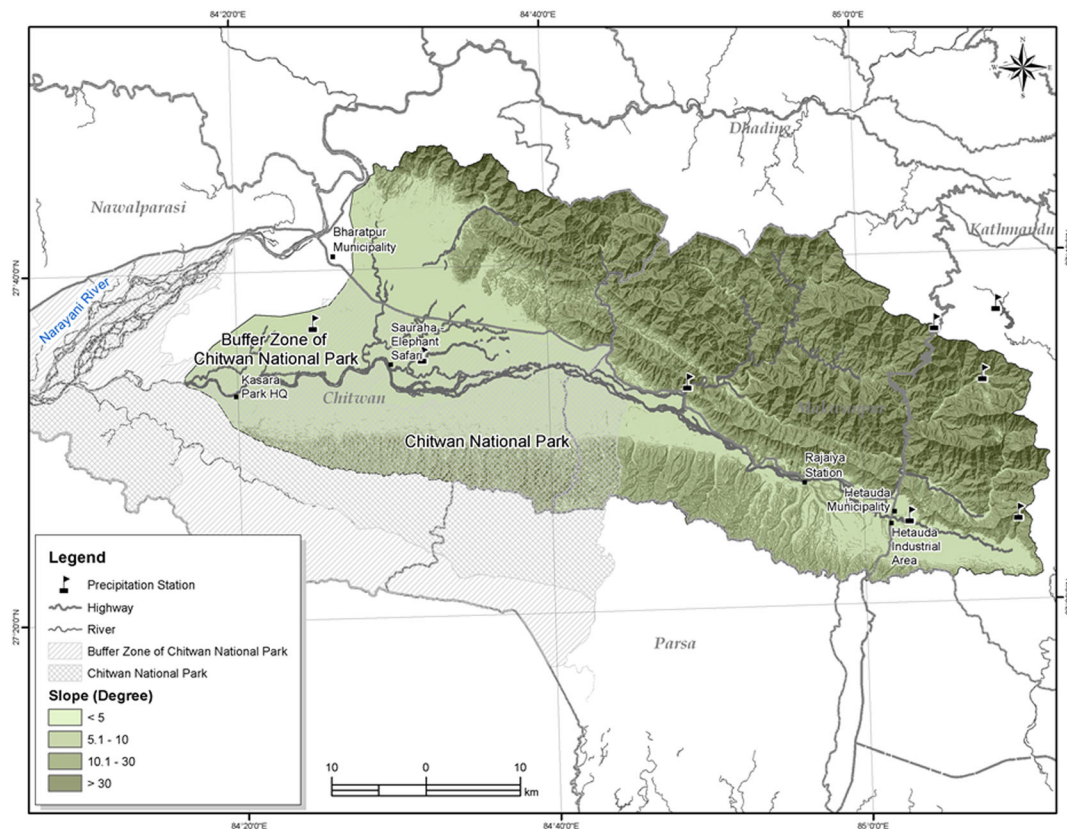 84°20'0"E
84°40'0"E
85°0'0"E
N
W
E
S
Dhading
Nawalparasi
Kathmandu
Bharatpur
Municipality
27°40'0"N
Narayani River
Sauraha -
Elephant
Safari
Buffer Zone of
Chitwan National Park
Kasara
Park HQ
Chitwan
Chitwan National Park
Rajaiya
Station
Hetauda
Municipality
Hetauda
Industrial
Area
27°20'0"N
Parsa
Legend
Precipitation Station
Highway
River
Buffer Zone of Chitwan National Park
Chitwan National Park
Slope (Degree)
< 5
5.1 - 10
10.1 - 30
> 30
10
0
10
km
84°20'0"E
84°40'0"E
85°0'0"E